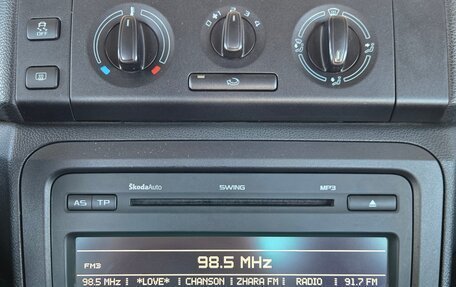 0 1 2 3 4
ŠkodaAuto SWING MP3
AS TP
98.5 MHz
FM3
98.5 MHz | *LOVE* | CHANSON | ZHARA FM | RADIO | 91.7 FM